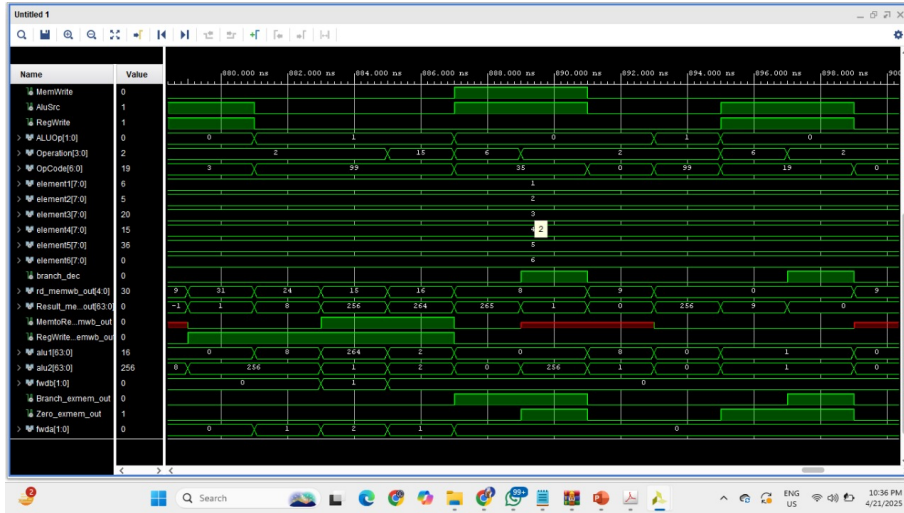 Untitled 1
880.000 ns 882.000 ns 884.000 ns 886.000 ns 888.000 ns 890.000 ns 892.000 ns 894.000 ns 896.000 ns 898.000 ns 900
Name Value
MemWrite 0
AluSrc 1
RegWrite 1
ALUOp[1:0] 0 0 1 0 1 0
Operation[3:0] 2 2 15 6 2 6 2
OpCode[6:0] 19 3 99 35 0 99 19 0
element1[7:0] 6 1
element2[7:0] 5 2
element3[7:0] 20 3
element4[7:0] 15 4 2
element5[7:0] 36 5
element6[7:0] 0 6
branch_dec 0
rd_memwb_out[4:0] 30 9 31 24 15 16 8 9 0 9
Result_me...out[63:0] 0 -1 1 8 256 264 265 1 0 256 9 0
MemtoRe...mwb_out 0
RegWrite...emwb_ou 0
alu1[63:0] 16 0 8 264 2 0 8 0 1 0
alu2[63:0] 256 8 256 1 2 0 256 1 0 1 0
fwdb[1:0] 0 0 1 0
Branch_exmem_out 0
Zero_exmem_out 1
fwda[1:0] 0 0 1 2 1 0
Search
99+
ENG
US
10:36 PM
4/21/2025